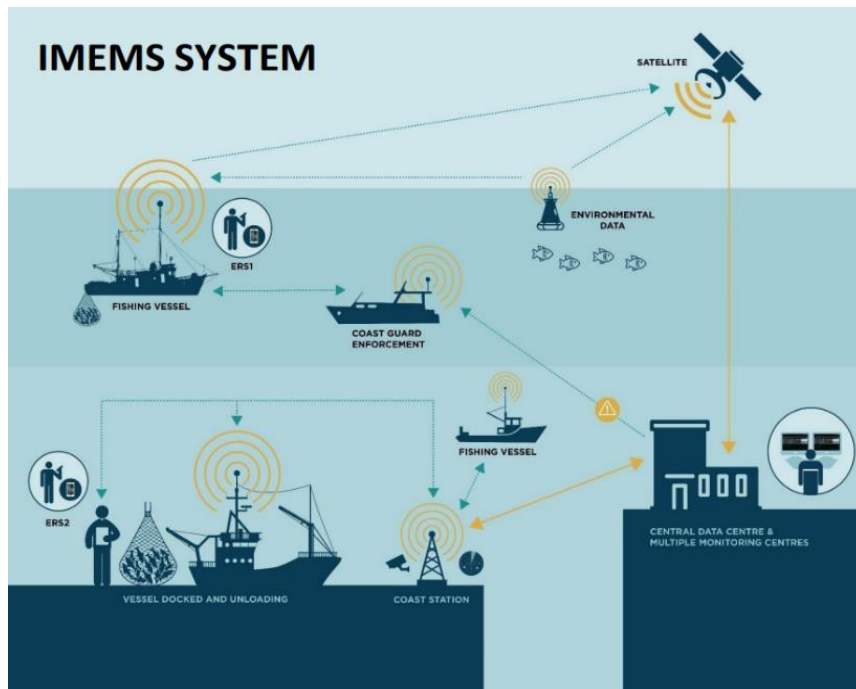 IMEMS SYSTEM
SATELLITE
ENVIRONMENTAL
DATA
ERS1
FISHING VESSEL
COAST GUARD
ENFORCEMENT
FISHING VESSEL
ERS2
CENTRAL DATA CENTRE &
MULTIPLE MONITORING CENTRES
VESSEL DOCKED AND UNLOADING
COAST STATION